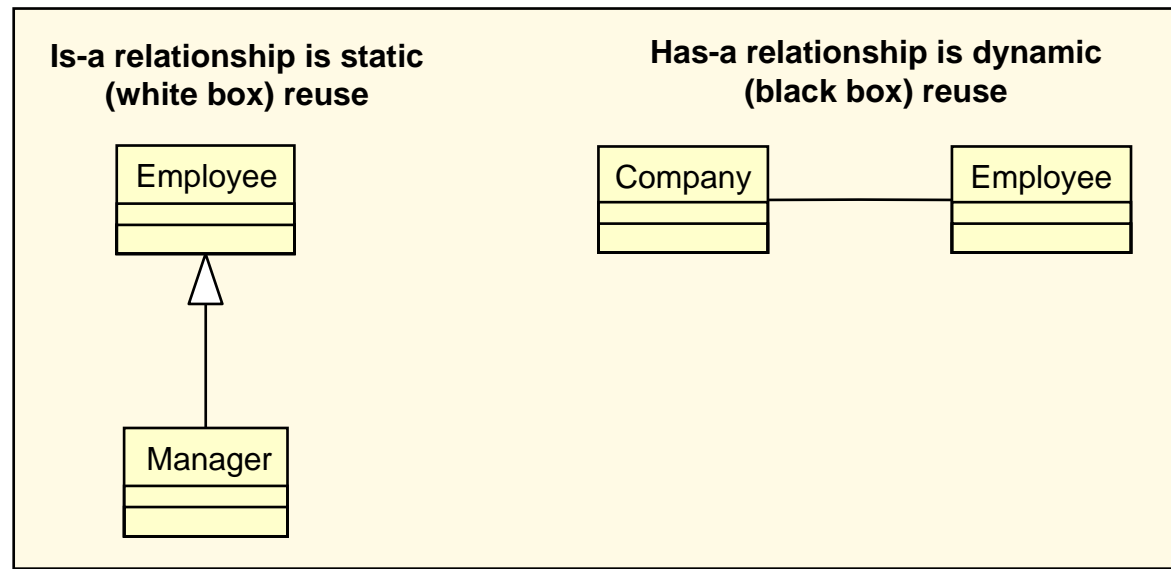 Is-a relationship is static
(white box) reuse
Employee
Manager
Has-a relationship is dynamic
(black box) reuse
Company
Employee